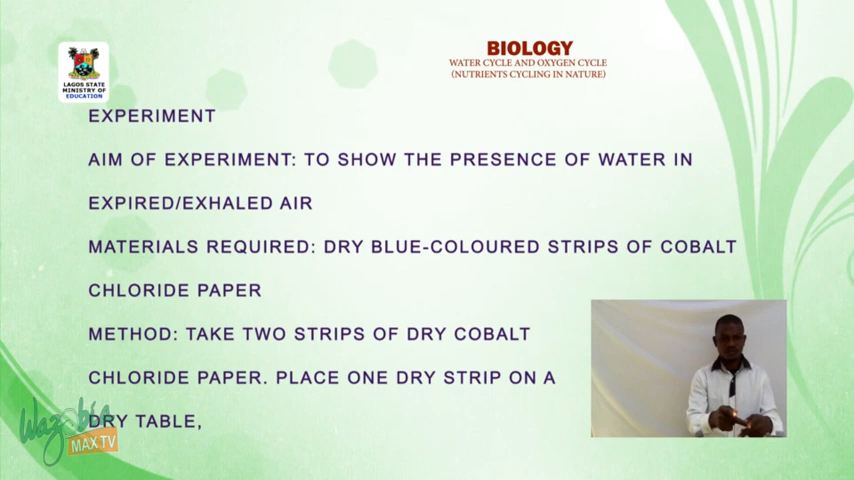 BIOLOGY
WATER CYCLE AND OXYGEN CYCLE
(NUTRIENTS CYCLING IN NATURE)
LAGOS STATE
MINISTRY OF
EDUCATION
EXPERIMENT
AIM OF EXPERIMENT: TO SHOW THE PRESENCE OF WATER IN
EXPIRED/EXHALED AIR
MATERIALS REQUIRED: DRY BLUE-COLOURED STRIPS OF COBALT
CHLORIDE PAPER
METHOD: TAKE TWO STRIPS OF DRY COBALT
CHLORIDE PAPER. PLACE ONE DRY STRIP ON A
DRY TABLE,
Wazobia
MAX TV